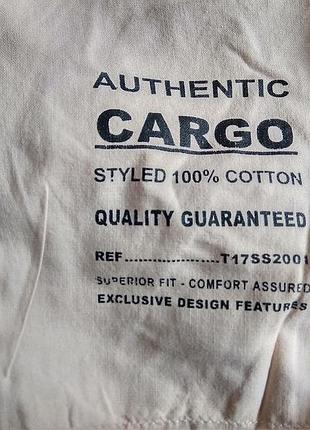 AUTHENTIC
CARGO
STYLED 100% COTTON
QUALITY GUARANTEED
REF.....................T17SS2001
SUPERIOR FIT - COMFORT ASSURED
EXCLUSIVE DESIGN FEATURES